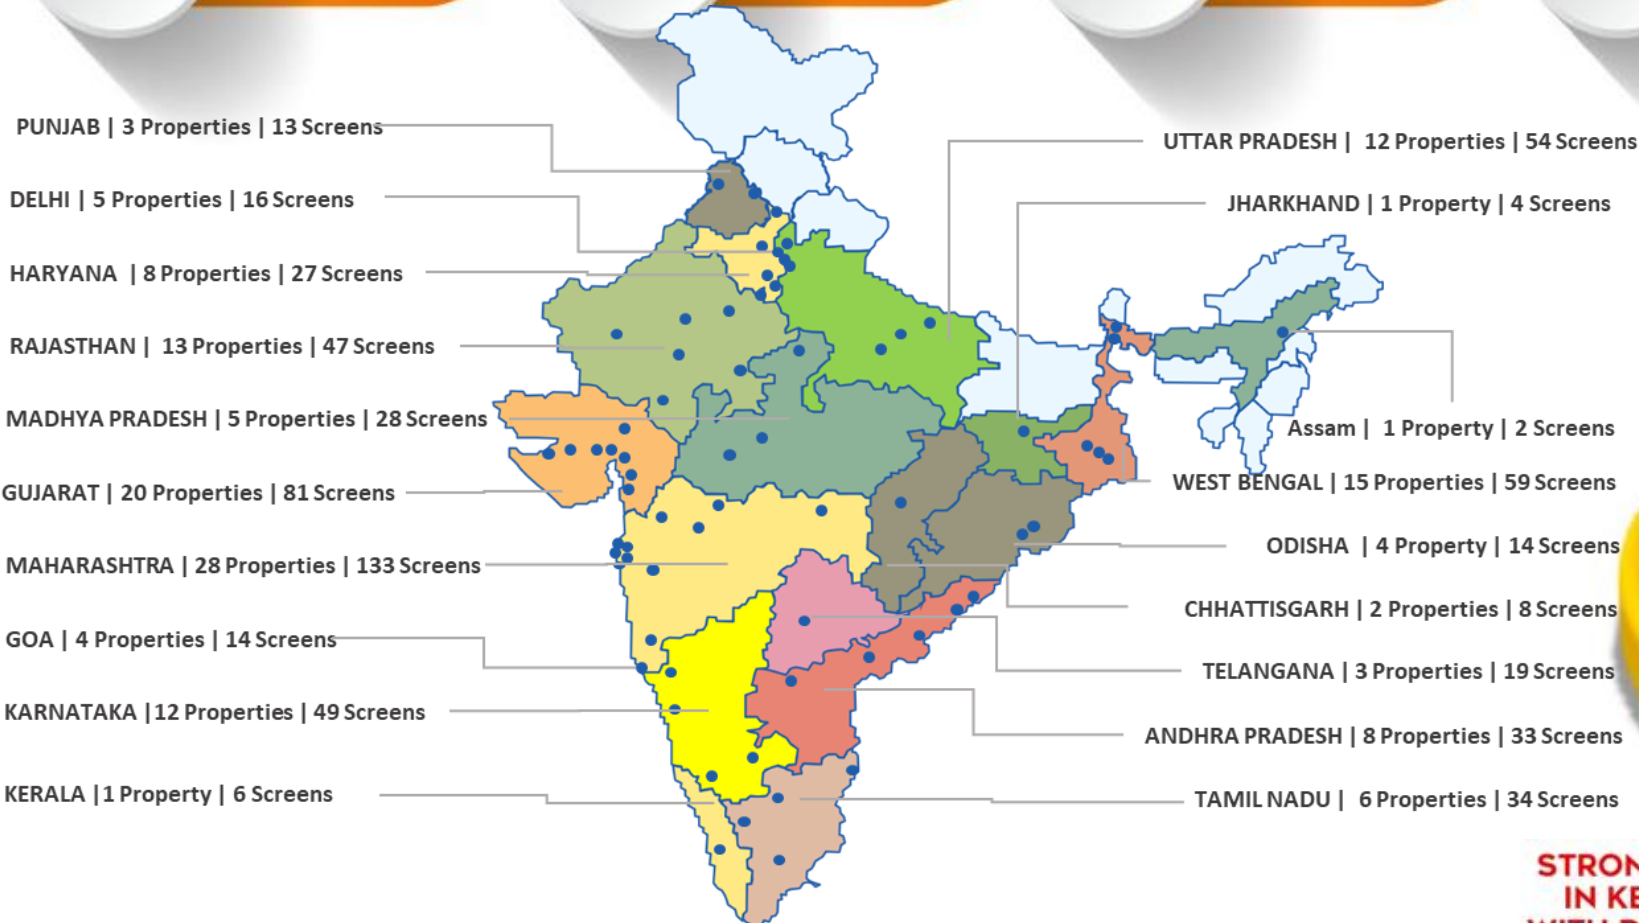 PUNJAB | 3 Properties | 13 Screens
DELHI | 5 Properties | 16 Screens
HARYANA | 8 Properties | 27 Screens
RAJASTHAN | 13 Properties | 47 Screens
MADHYA PRADESH | 5 Properties | 28 Screens
GUJARAT | 20 Properties | 81 Screens
MAHARASHTRA | 28 Properties | 133 Screens
GOA | 4 Properties | 14 Screens
KARNATAKA |12 Properties | 49 Screens
KERALA |1 Property | 6 Screens
UTTAR PRADESH | 12 Properties | 54 Screens
JHARKHAND | 1 Property | 4 Screens
Assam | 1 Property | 2 Screens
WEST BENGAL | 15 Properties | 59 Screens
ODISHA | 4 Property | 14 Screens
CHHATTISGARH | 2 Properties | 8 Screens
TELANGANA | 3 Properties | 19 Screens
ANDHRA PRADESH | 8 Properties | 33 Screens
TAMIL NADU | 6 Properties | 34 Screens
IN